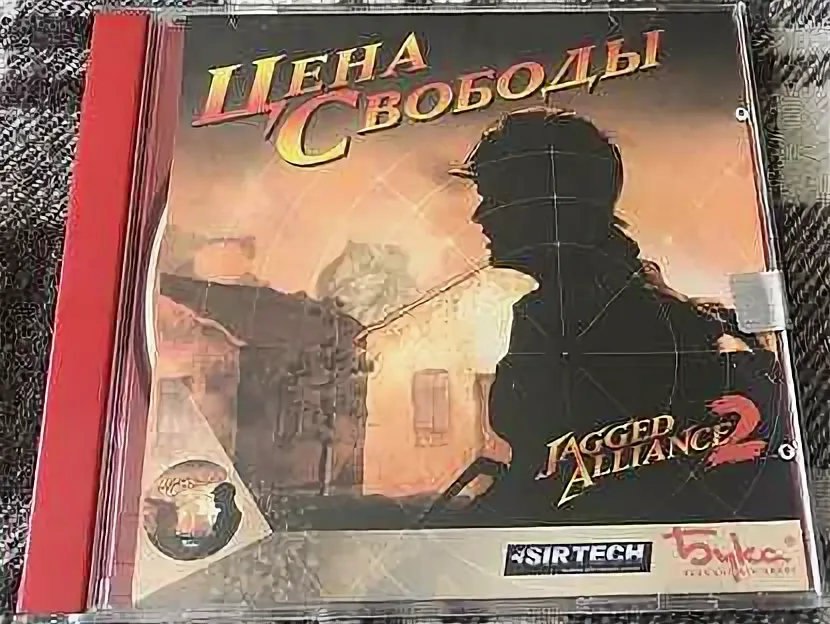 ЦЕНА
СВОБОДЫ
JAGGED
ALLIANCE 2
SIRTECH
Бука